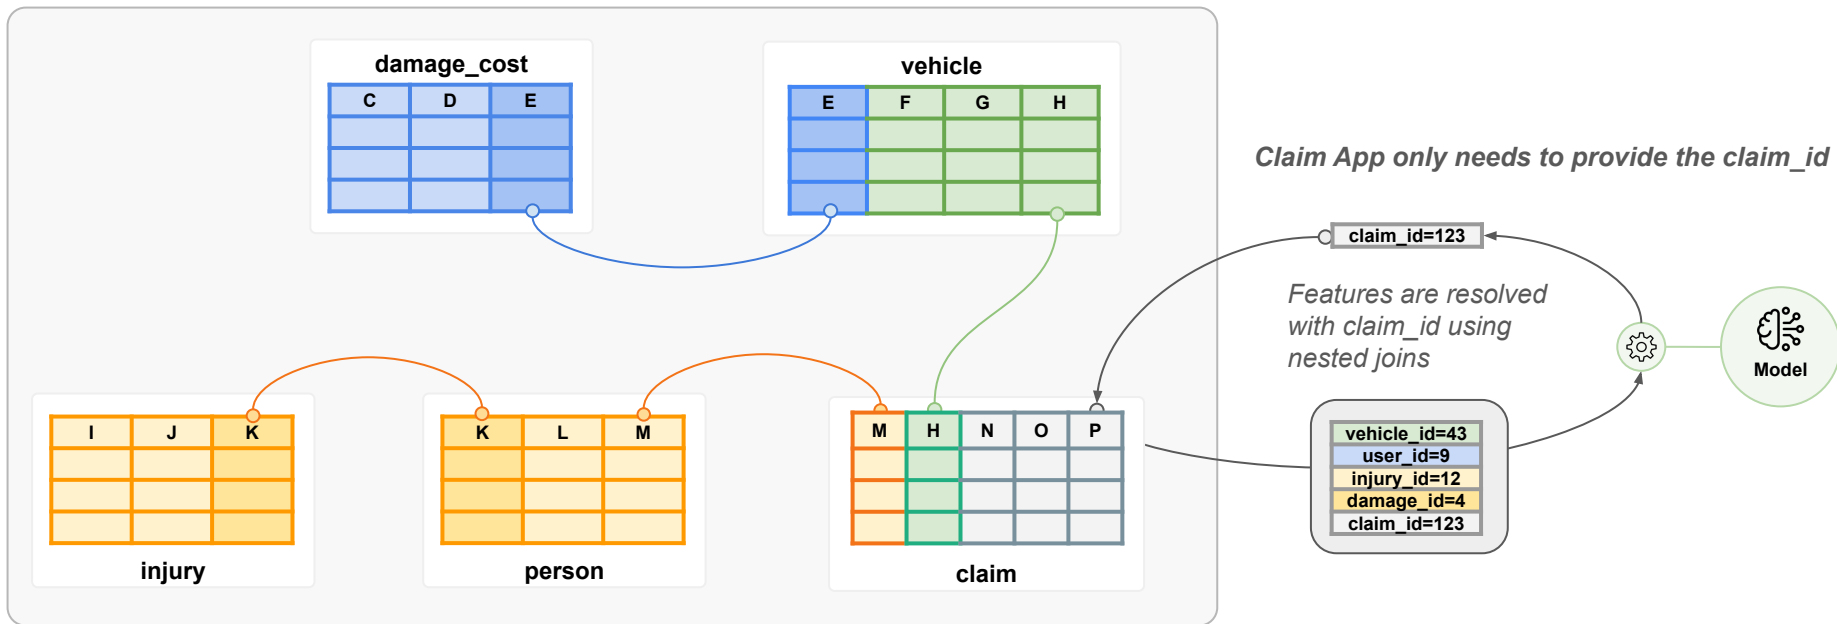 damage_cost
C D E
vehicle
E F G H
Claim App only needs to provide the claim_id
claim_id=123
Features are resolved
with claim_id using
nested joins
Model
I J K
injury
K L M
person
M H N O P
claim
vehicle_id=43
user_id=9
injury_id=12
damage_id=4
claim_id=123